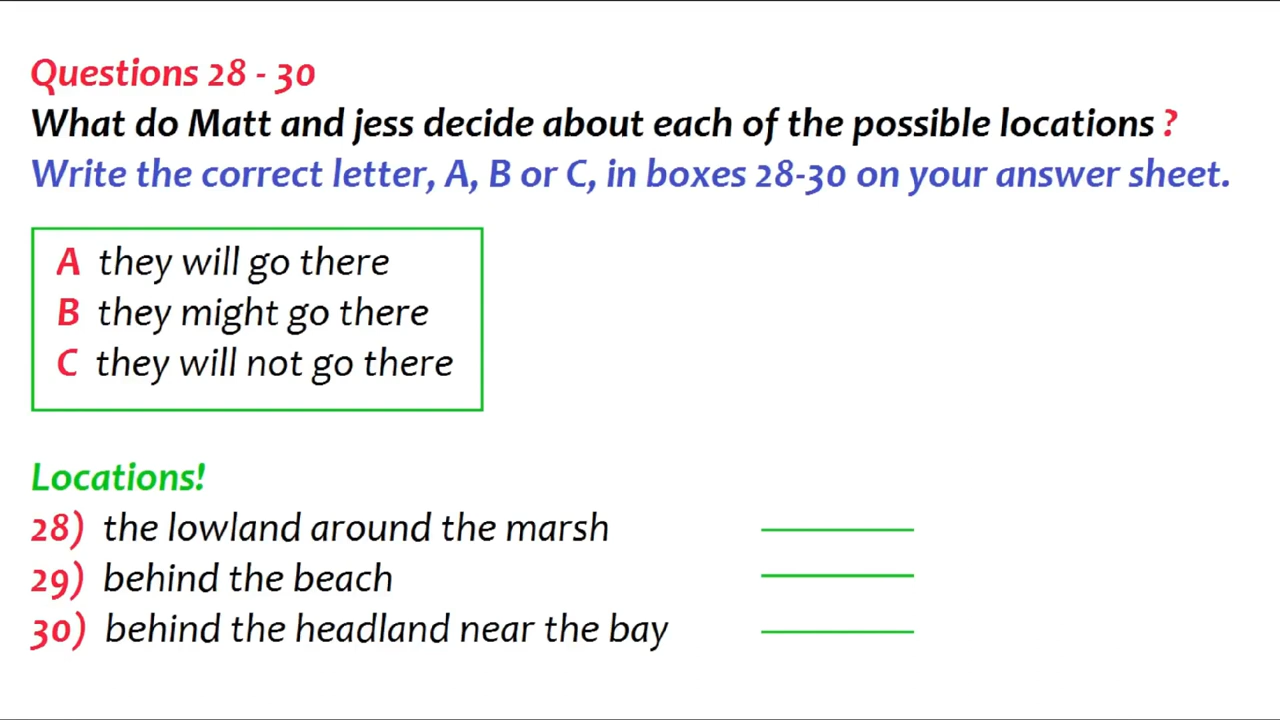 Questions 28 - 30
What do Matt and jess decide about each of the possible locations ?
Write the correct letter, A, B or C, in boxes 28-30 on your answer sheet.
A they will go there
B they might go there
C they will not go there
Locations!
28) the lowland around the marsh
29) behind the beach
30) behind the headland near the bay